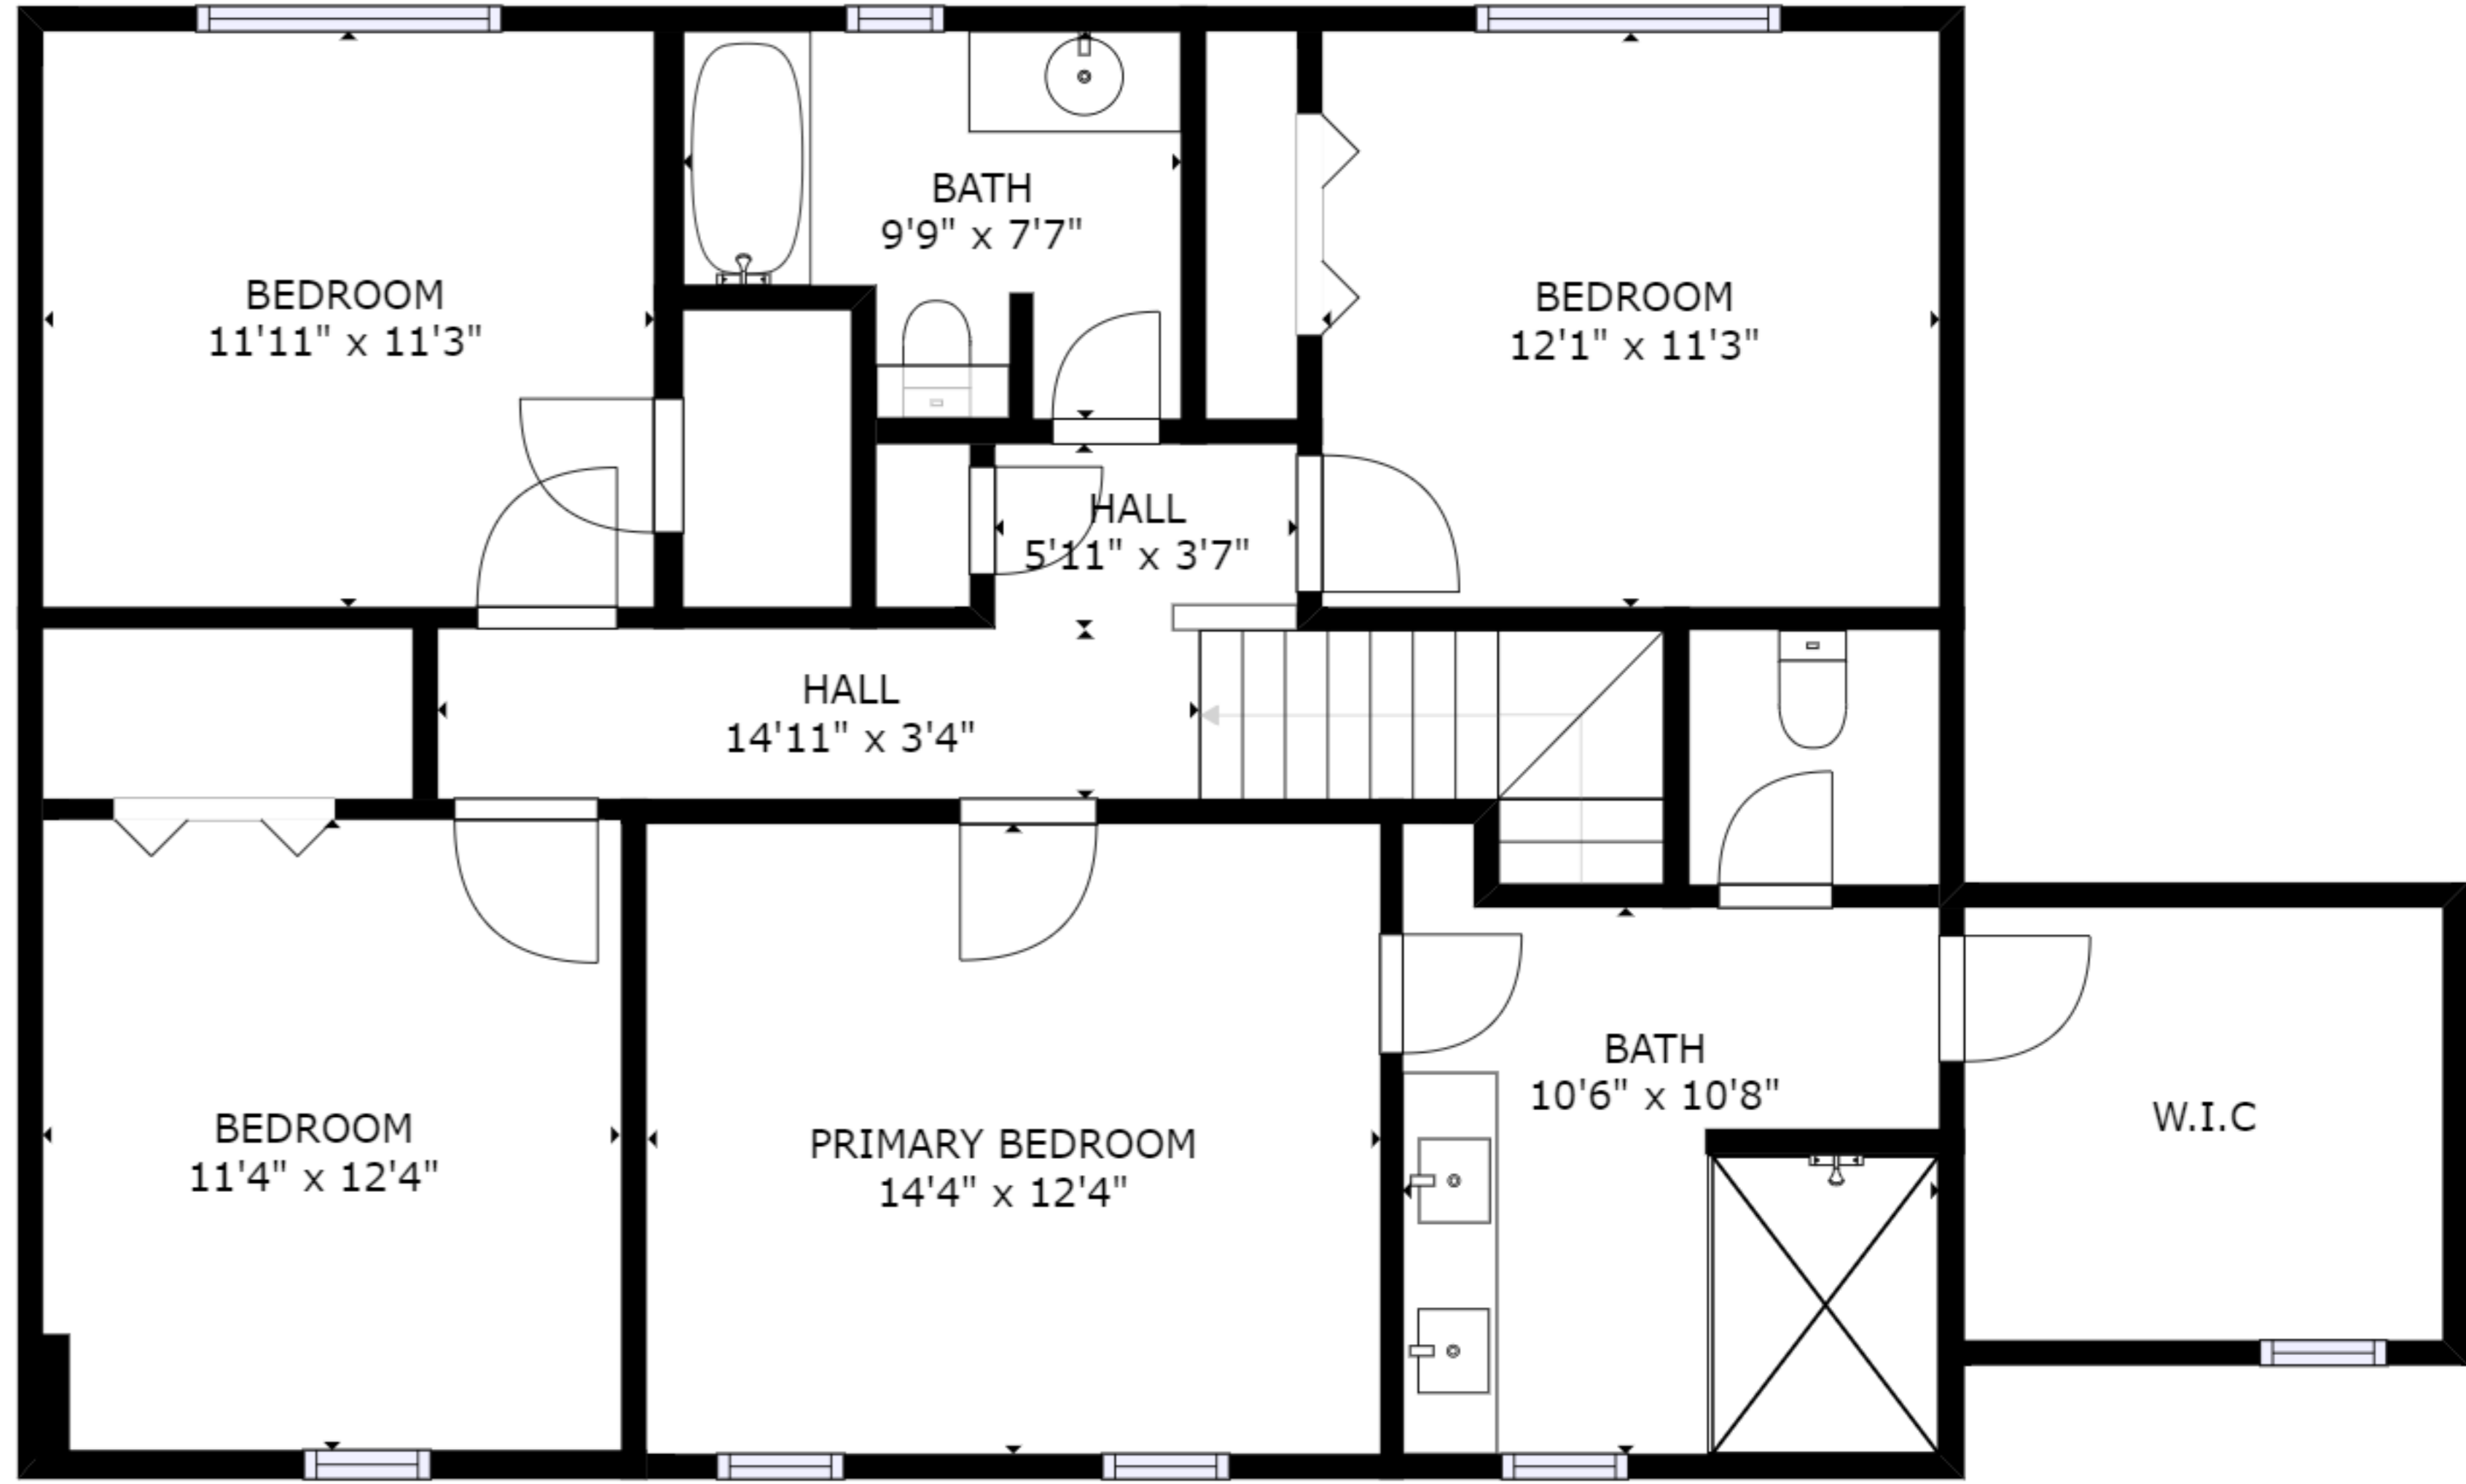 BATH
9'9" x 7'7"
BEDROOM
11'11" x 11'3"
BEDROOM
12'1" x 11'3"
HALL
5'11" x 3'7"
HALL
14'11" x 3'4"
BATH
10'6" x 10'8"
W.I.C
BEDROOM
11'4" x 12'4"
PRIMARY BEDROOM
14'4" x 12'4"